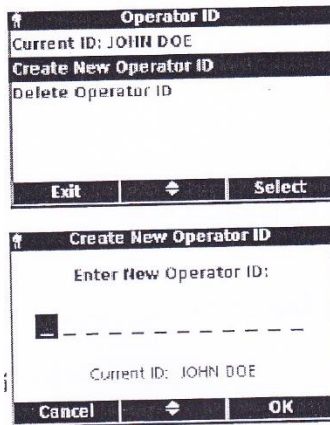 Operator ID
Current ID: JOHN DOE
Create New Operator ID
Delete Operator ID
Exit Select
Create New Operator ID
Enter New Operator ID:
Current ID: JOHN DOE
Cancel OK